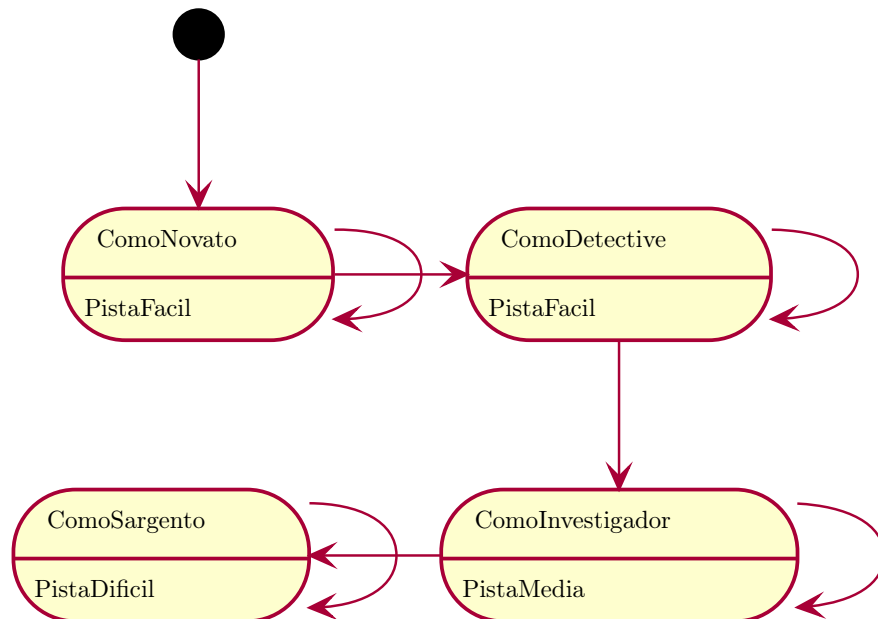 ComoNovato
PistaFacil
ComoDetective
PistaFacil
ComoSargento
PistaDificil
ComoInvestigador
PistaMedia